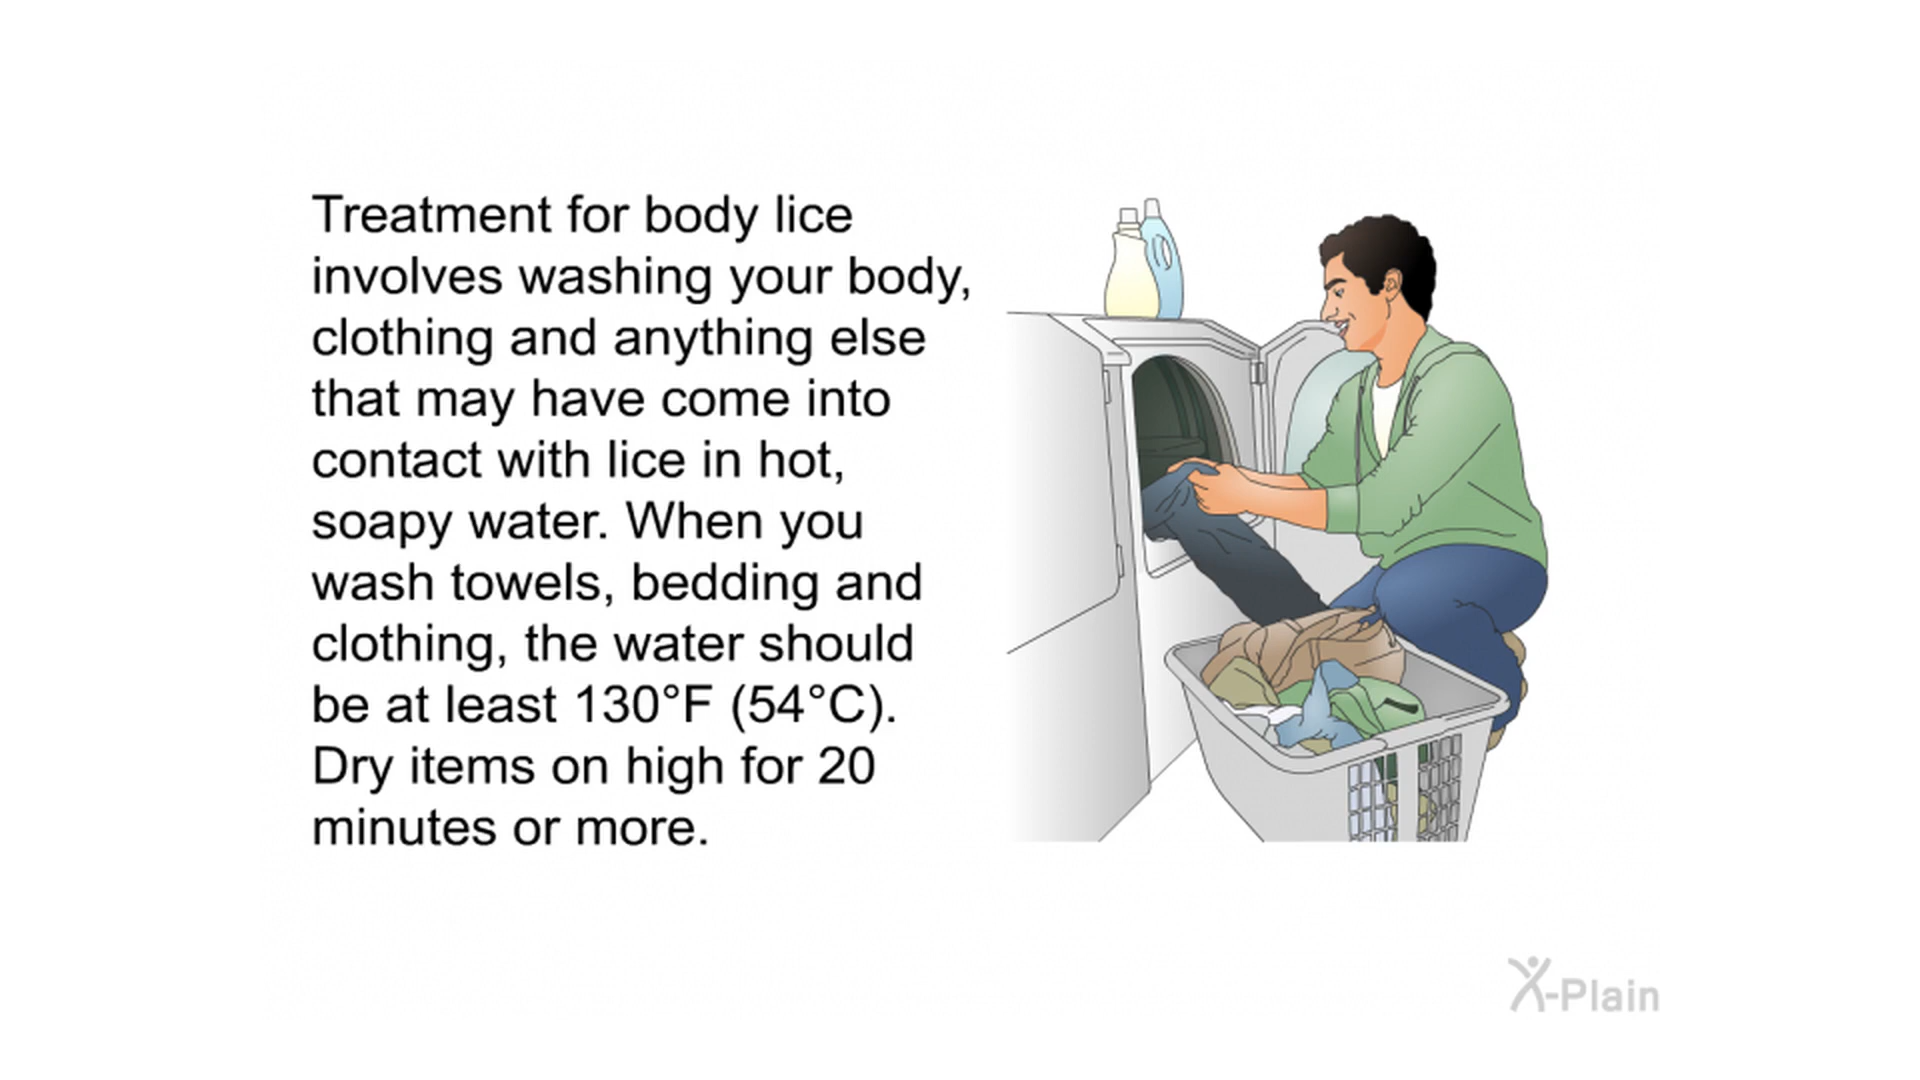 Treatment for body lice
involves washing your body,
clothing and anything else
that may have come into
contact with lice in hot,
soapy water. When you
wash towels, bedding and
clothing, the water should
be at least 130°F (54°C).
Dry items on high for 20
minutes or more.
X-Plain